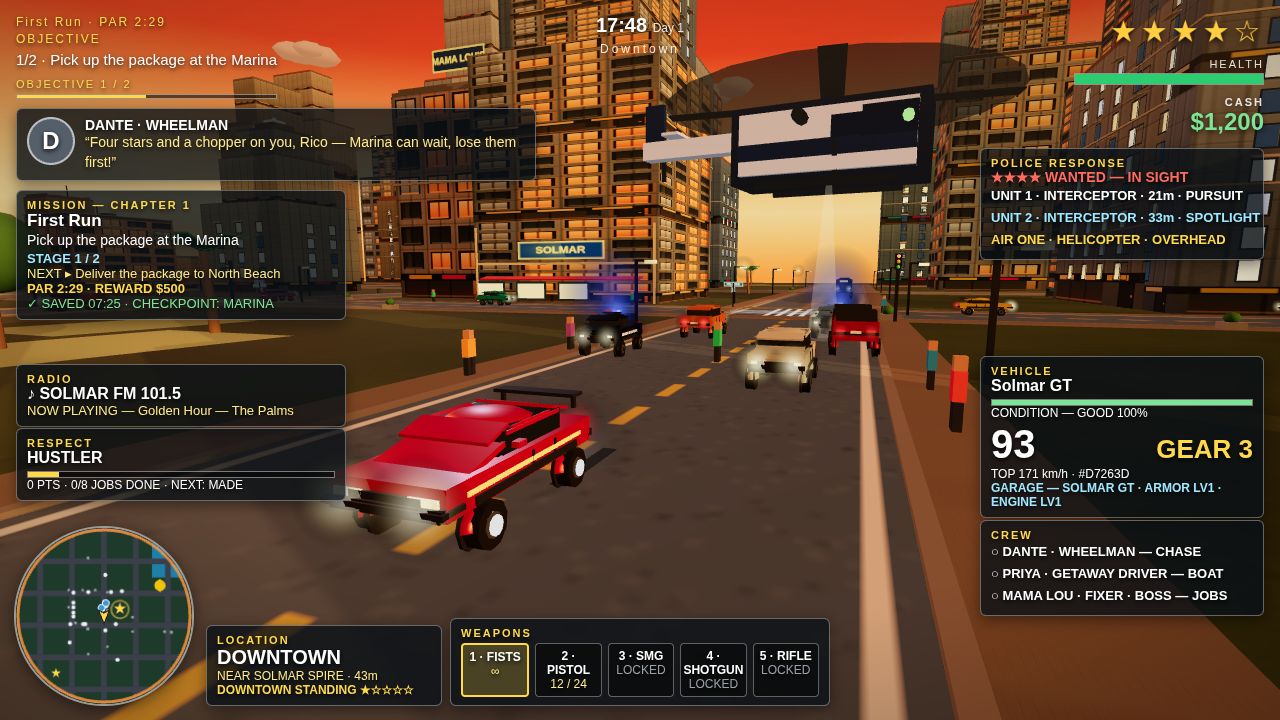 First Run · PAR 2:29
OBJECTIVE
1/2 · Pick up the package at the Marina
OBJECTIVE 1 / 2
D
DANTE · WHEELMAN
“Four stars and a chopper on you, Rico — Marina can wait, lose them
first!”
MISSION — CHAPTER 1
First Run
Pick up the package at the Marina
STAGE 1 / 2
NEXT ▸ Deliver the package to North Beach
PAR 2:29 · REWARD $500
✓ SAVED 07:25 · CHECKPOINT: MARINA
RADIO
♪ SOLMAR FM 101.5
NOW PLAYING — Golden Hour — The Palms
RESPECT
HUSTLER
0 PTS · 0/8 JOBS DONE · NEXT: MADE
17:48 Day 1
Downtown
MAMA LOU
SOLMAR
★★★★☆
HEALTH
CASH
$1,200
POLICE RESPONSE
★★★★ WANTED — IN SIGHT
UNIT 1 · INTERCEPTOR · 21m · PURSUIT
UNIT 2 · INTERCEPTOR · 33m · SPOTLIGHT
AIR ONE · HELICOPTER · OVERHEAD
VEHICLE
Solmar GT
CONDITION — GOOD 100%
93 GEAR 3
TOP 171 km/h · #D7263D
GARAGE — SOLMAR GT · ARMOR LV1 ·
ENGINE LV1
CREW
○ DANTE · WHEELMAN — CHASE
○ PRIYA · GETAWAY DRIVER — BOAT
○ MAMA LOU · FIXER · BOSS — JOBS
LOCATION
DOWNTOWN
NEAR SOLMAR SPIRE · 43m
DOWNTOWN STANDING ★☆☆☆☆
WEAPONS
1 · FISTS
∞
2 ·
PISTOL
12 / 24
3 · SMG
LOCKED
4 ·
SHOTGUN
LOCKED
5 · RIFLE
LOCKED